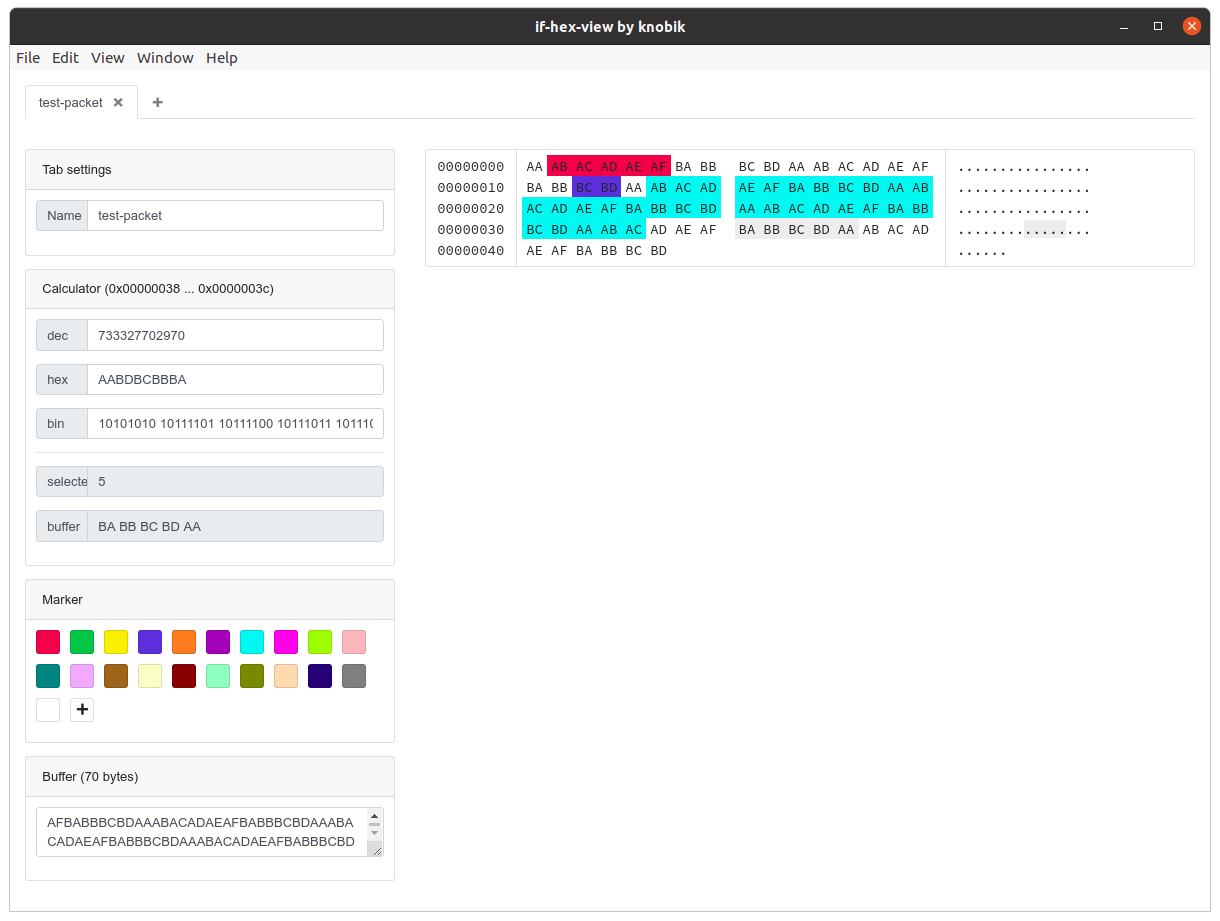 if-hex-view by knobik
File Edit View Window Help
test-packet
Tab settings
Name test-packet
Calculator (0x00000038 ... 0x0000003c)
dec 733327702970
hex AABDBCBBBA
bin 10101010 10111101 10111100 10111011 10111
selecte 5
buffer BA BB BC BD AA
Marker
Buffer (70 bytes)
AFBABBBCBDAAABACADAEAFBABBBCBDAAABA
CADAEAFBABBBCBDAAABACADAEAFBABBBCBD
00000000 AA AB AC AD AE AF BA BB BC BD AA AB AC AD AE AF ................
00000010 BA BB BC BD AA AB AC AD AE AF BA BB BC BD AA AB ................
00000020 AC AD AE AF BA BB BC BD AA AB AC AD AE AF BA BB ................
00000030 BC BD AA AB AC AD AE AF BA BB BC BD AA AB AC AD ................
00000040 AE AF BA BB BC BD ......